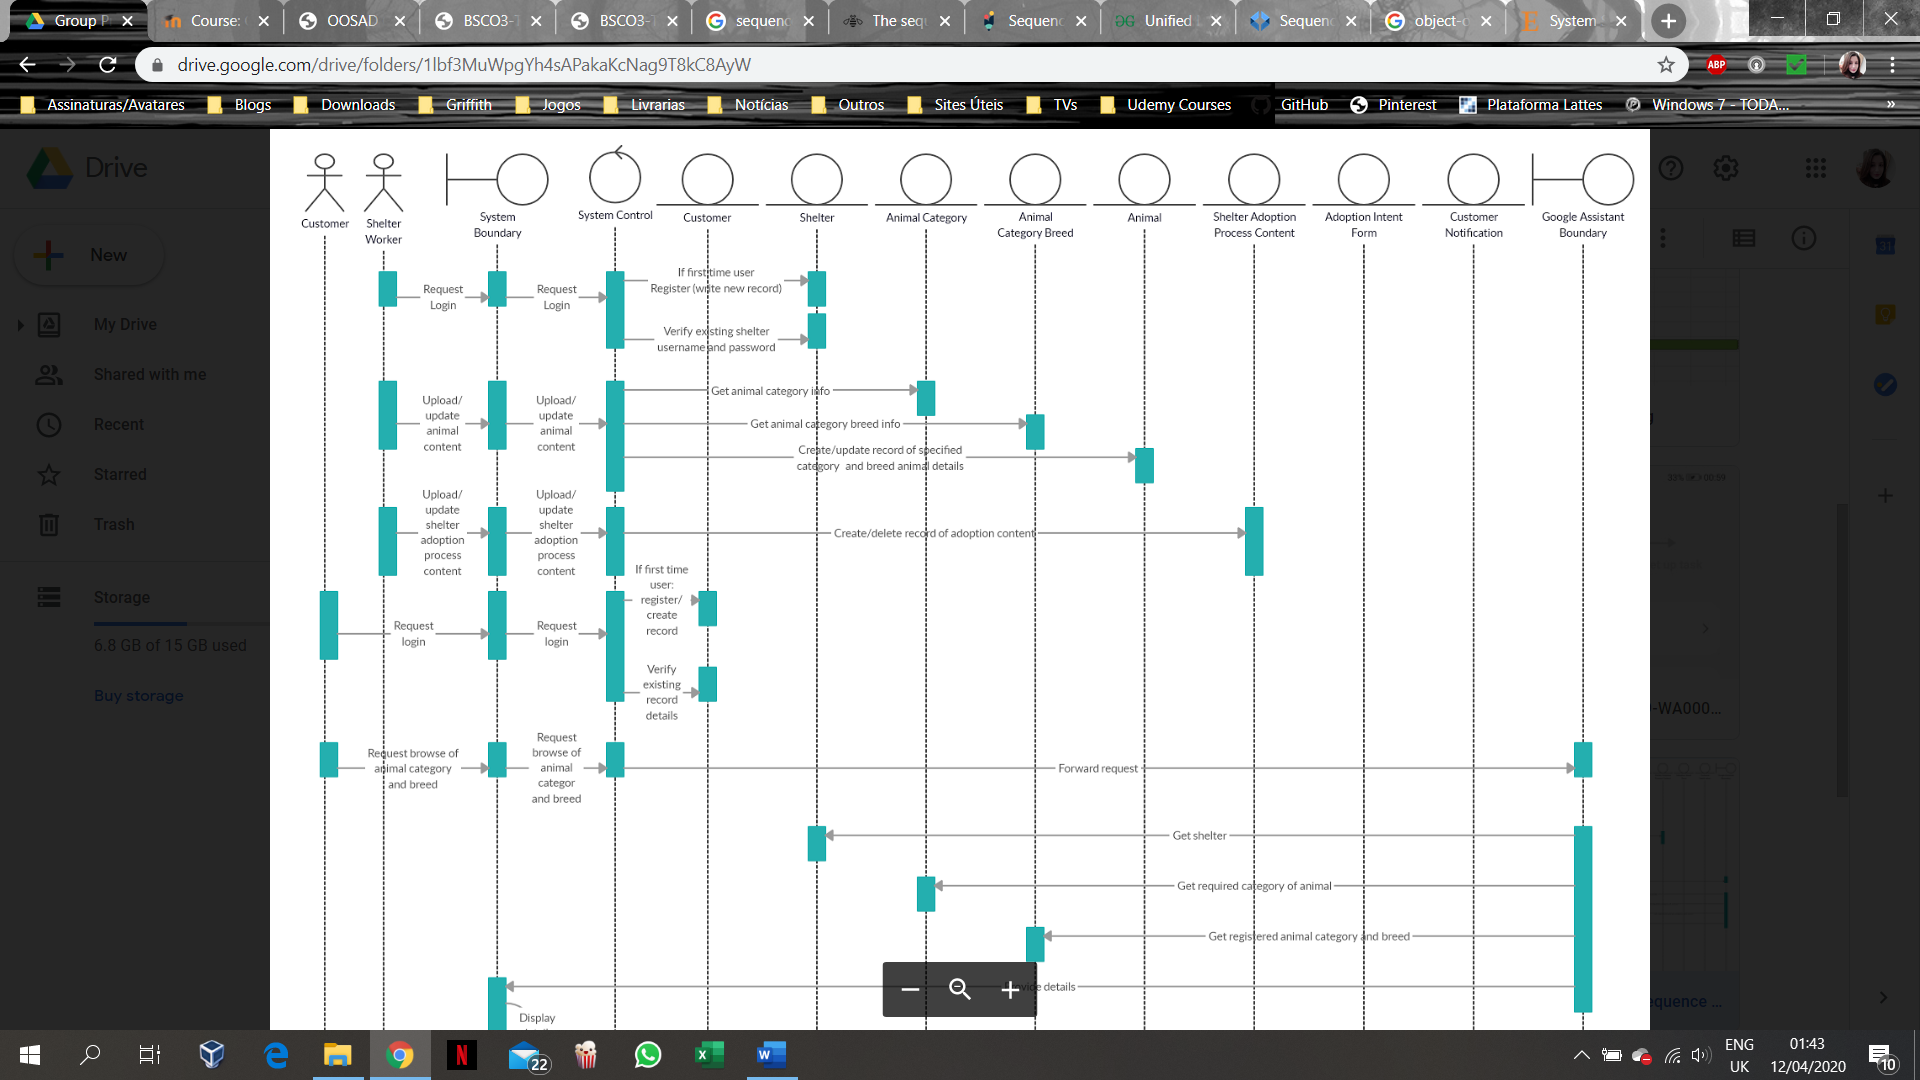 Group P
Course: 
OOSAD
BSCO3-
BSCO3-
sequen
The seq
Sequen
Unified
Sequen
object-
System
drive.google.com/drive/folders/1lbf3MuWpgYh4sAPakaKcNag9T8kC8AyW
ABP
Assinaturas/Avatares Blogs Downloads Griffith Jogos Livrarias Notícias Outros Sites Úteis TVs Udemy Courses GitHub Pinterest Plataforma Lattes Windows 7 - TODA... »
Drive
New
My Drive
Shared with me
Recent
Starred
Trash
Storage
6.8 GB of 15 GB used
Buy storage
Customer
Shelter
Worker
System
Boundary
System Control
Customer
Shelter
Animal Category
Animal
Category Breed
Animal
Shelter Adoption
Process Content
Adoption Intent
Form
Customer
Notification
Google Assistant
Boundary
Request
Login
Request
Login
If first time user
Register (write new record)
Verify existing shelter
username and password
Upload/
update
animal
content
Upload/
update
animal
content
Get animal category info
Get animal category breed info
Create/update record of specified
category and breed animal details
Upload/
update
shelter
adoption
process
content
Upload/
update
shelter
adoption
process
content
Create/delete record of adoption content
Request
login
Request
login
If first time
user:
register/
create
record
Verify
existing
record
details
Request browse of
animal category
and breed
Request
browse of
animal
categor
and breed
Forward request
Get shelter
Get required category of animal
Get registered animal category and breed
details
Display
31
-WA000...
equence ...
22
ENG
UK
01:43
12/04/2020
10